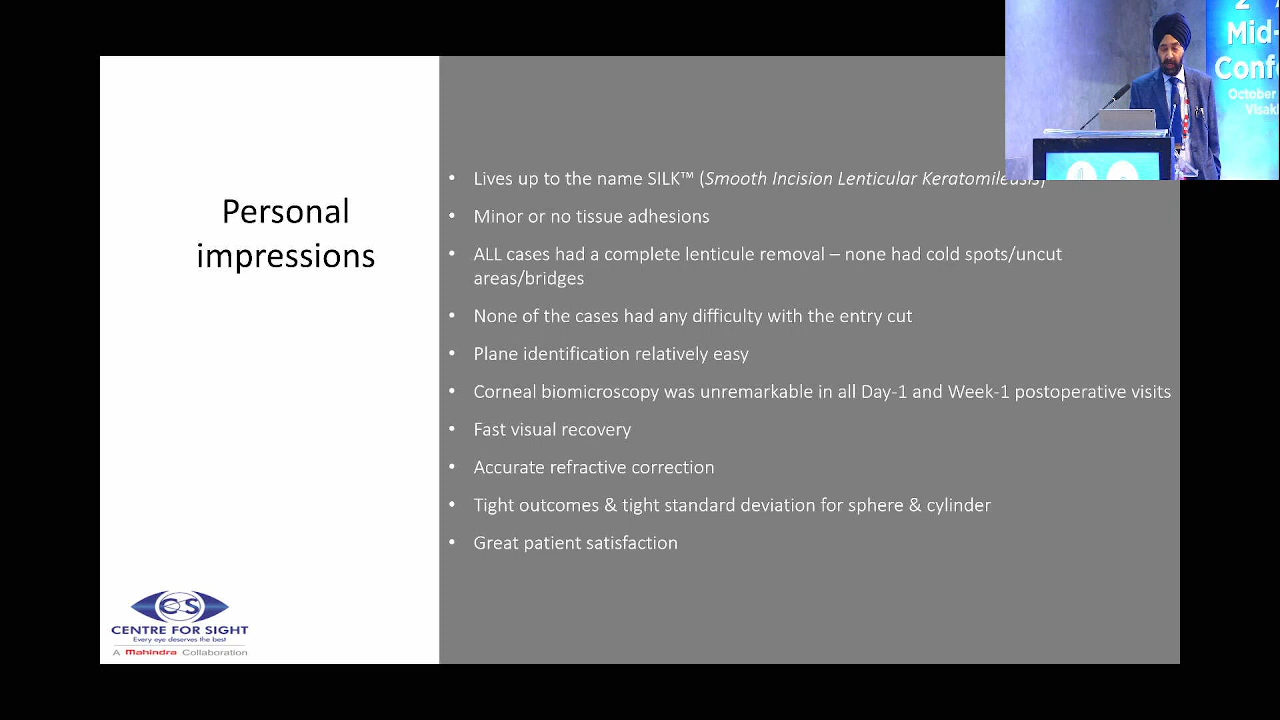 Personal
impressions
• Lives up to the name SILK™ (Smooth Incision Lenticular Keratomileusis)
• Minor or no tissue adhesions
• ALL cases had a complete lenticule removal – none had cold spots/uncut
areas/bridges
• None of the cases had any difficulty with the entry cut
• Plane identification relatively easy
• Corneal biomicroscopy was unremarkable in all Day-1 and Week-1 postoperative visits
• Fast visual recovery
• Accurate refractive correction
• Tight outcomes & tight standard deviation for sphere & cylinder
• Great patient satisfaction
CS
CENTRE FOR SIGHT
Every eye deserves the best
A Mahindra Collaboration
2
Mid-
Conf
October
Visak